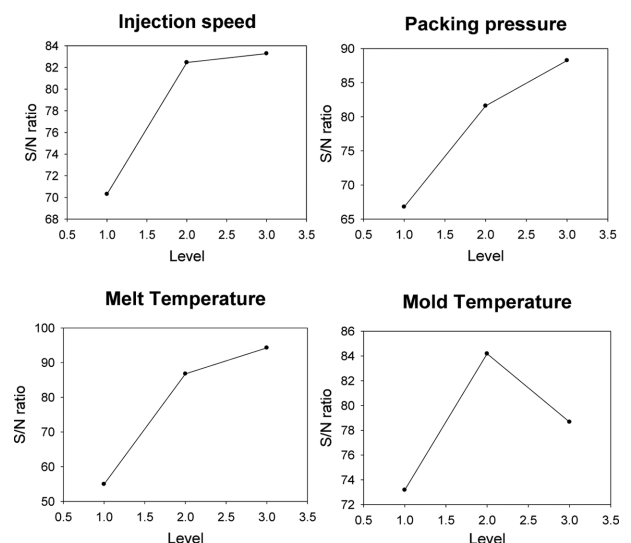 Injection speed
84
82
80
78
76
74
72
70
68
S/N ratio
0.5 1.0 1.5 2.0 2.5 3.0 3.5
Level
Packing pressure
90
85
80
75
70
65
S/N ratio
0.5 1.0 1.5 2.0 2.5 3.0 3.5
Level
Melt Temperature
100
90
80
70
60
50
S/N ratio
0.5 1.0 1.5 2.0 2.5 3.0 3.5
Level
Mold Temperature
86
84
82
80
78
76
74
72
S/N ratio
0.5 1.0 1.5 2.0 2.5 3.0 3.5
Level